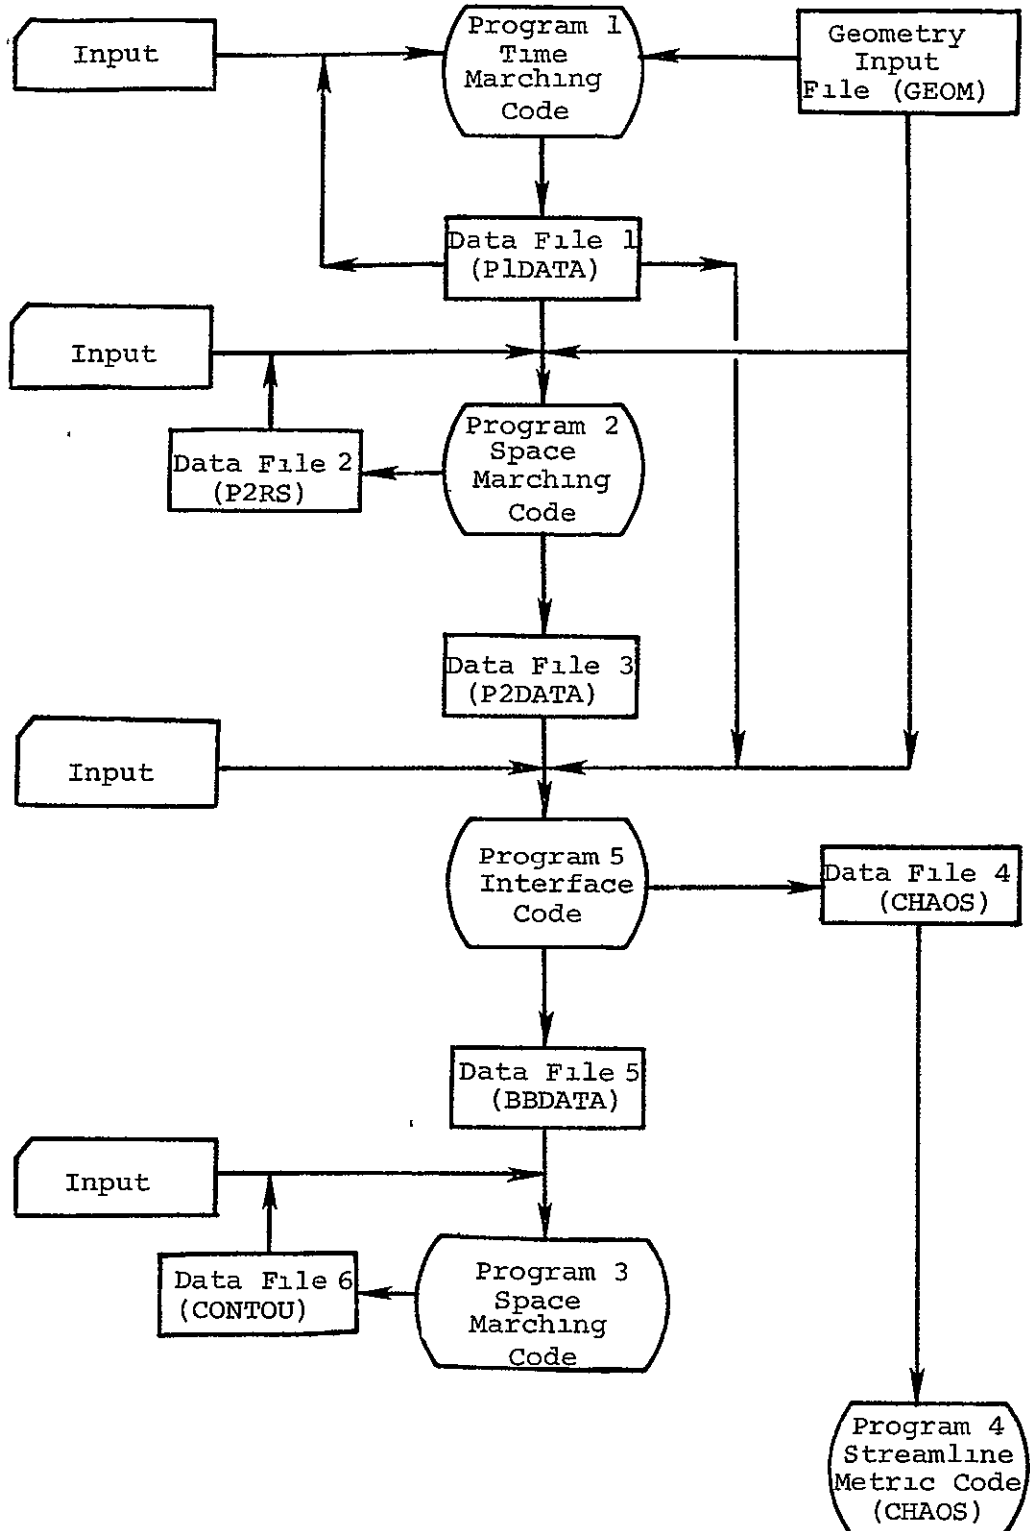 Input
Program 1
Time
Marching
Code
Geometry
Input
File (GEOM)
Data File 1
(P1DATA)
Input
Program 2
Space
Marching
Code
Data File 2
(P2RS)
Data File 3
(P2DATA)
Input
Program 5
Interface
Code
Data File 4
(CHAOS)
Data File 5
(BBDATA)
Input
Program 3
Space
Marching
Code
Data File 6
(CONTOU)
Program 4
Streamline
Metric Code
(CHAOS)